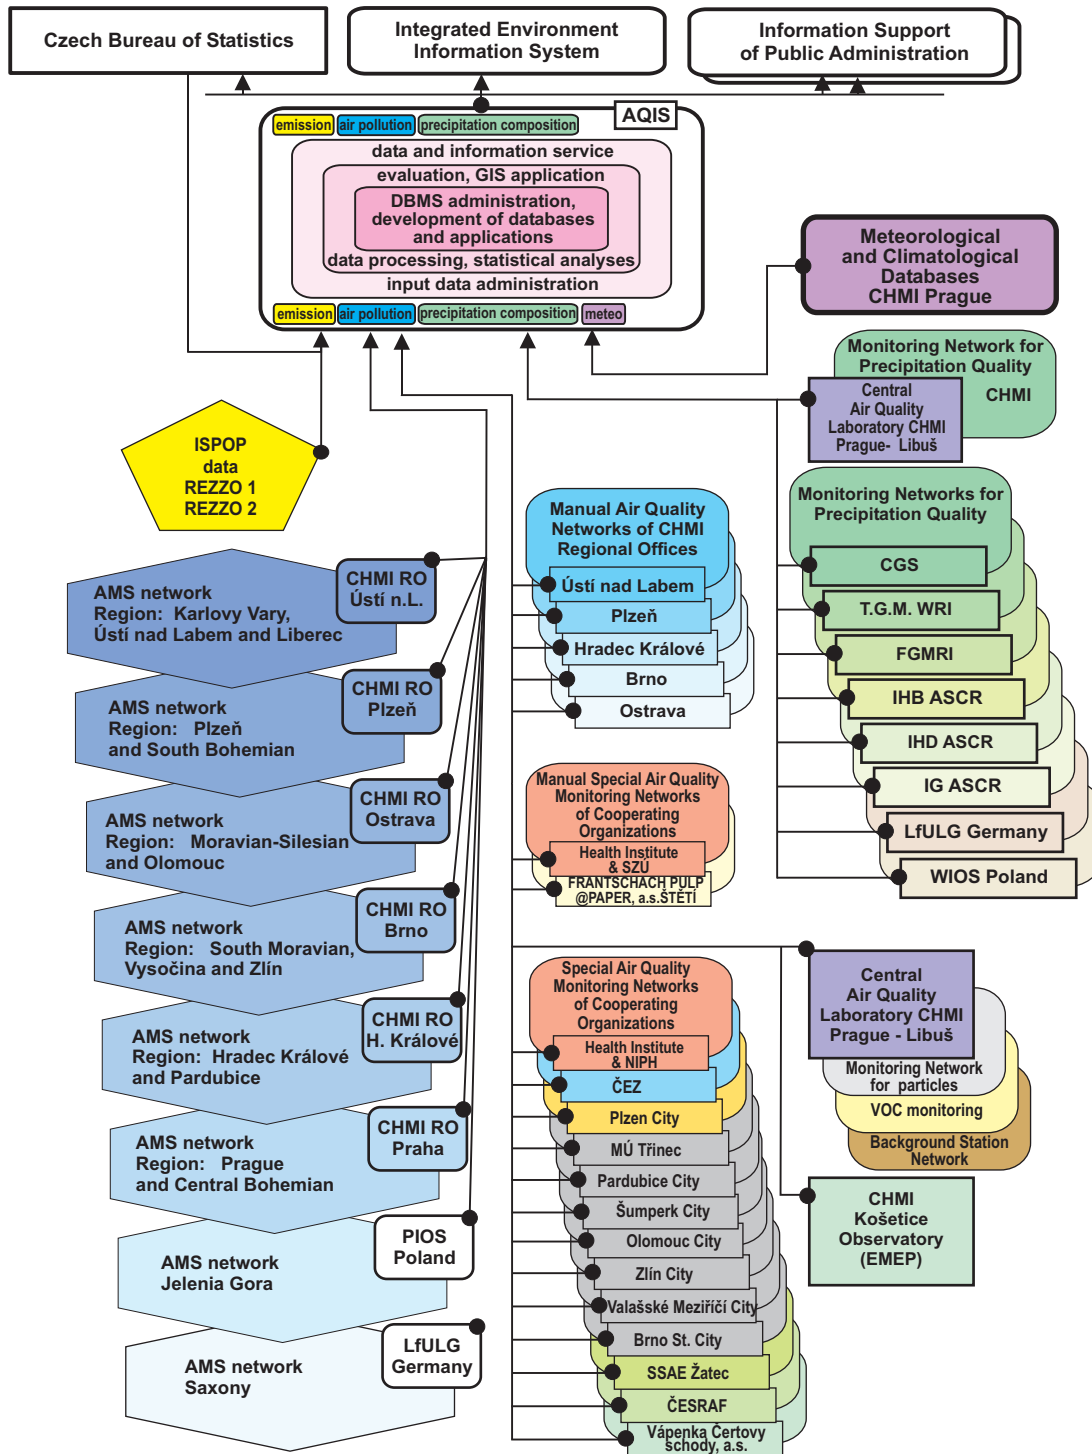 Czech Bureau of Statistics
Integrated Environment
Information System
Information Support
of Public Administration
AQIS
emission
air pollution
precipitation composition
data and information service
evaluation, GIS application
DBMS administration,
development of databases
and applications
data processing, statistical analyses
input data administration
emission
air pollution
precipitation composition
meteo
Meteorological
and Climatological
Databases
CHMI Prague
Monitoring Network for
Precipitation Quality
CHMI
Central
Air Quality
Laboratory CHMI
Prague- Libuš
ISPOP
data
REZZO 1
REZZO 2
Monitoring Networks for
Precipitation Quality
CGS
T.G.M. WRI
FGMRI
IHB ASCR
IHD ASCR
IG ASCR
LfULG Germany
WIOS Poland
Manual Air Quality
Networks of CHMI
Regional Offices
Ústí nad Labem
Plzeň
Hradec Králové
Brno
Ostrava
AMS network
Region: Karlovy Vary,
Ústí nad Labem and Liberec
CHMI RO
Ústí n.L.
AMS network
Region: Plzeň
and South Bohemian
CHMI RO
Plzeň
AMS network
Region: Moravian-Silesian
and Olomouc
CHMI RO
Ostrava
AMS network
Region: South Moravian,
Vysočina and Zlín
CHMI RO
Brno
AMS network
Region: Hradec Králové
and Pardubice
CHMI RO
H. Králové
AMS network
Region: Prague
and Central Bohemian
CHMI RO
Praha
AMS network
Jelenia Gora
PIOS
Poland
AMS network
Saxony
LfULG
Germany
Manual Special Air Quality
Monitoring Networks
of Cooperating
Organizations
Health Institute
& SZÚ
FRANTSCHACH PULP
@PAPER, a.s.ŠTĚTÍ
Special Air Quality
Monitoring Networks
of Cooperating
Organizations
Health Institute
& NIPH
ČEZ
Plzen City
MÚ Třinec
Pardubice City
Šumperk City
Olomouc City
Zlín City
Valašské Meziříčí City
Brno St. City
SSAE Žatec
ČESRAF
Vápenka Čertovy
schody, a.s.
Central
Air Quality
Laboratory CHMI
Prague - Libuš
Monitoring Network
for particles
VOC monitoring
Background Station
Network
CHMI
Košetice
Observatory
(EMEP)